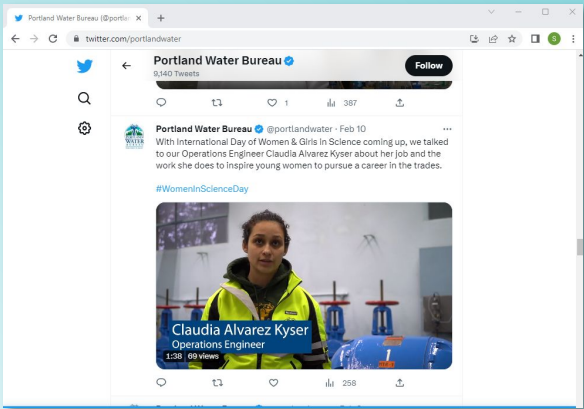 Portland Water Bureau (@portlan
twitter.com/portlandwater
S
Portland Water Bureau
9,140 Tweets
Follow
1
387
Portland Water Bureau @portlandwater · Feb 10
With International Day of Women & Girls in Science coming up, we talked
to our Operations Engineer Claudia Alvarez Kyser about her job and the
work she does to inspire young women to pursue a career in the trades.
#WomenInScienceDay
WATER
Claudia Alvarez Kyser
Operations Engineer
1:38 69 views
1
258